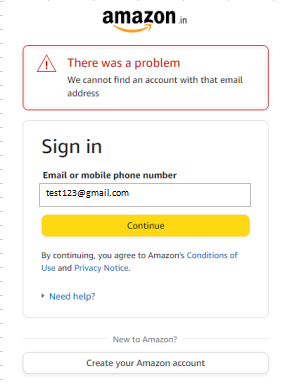 amazon.in
There was a problem
We cannot find an account with that email
address
Sign in
Email or mobile phone number
test123@gmail.com
Continue
By continuing, you agree to Amazon's Conditions of
Use and Privacy Notice.
Need help?
New to Amazon?
Create your Amazon account